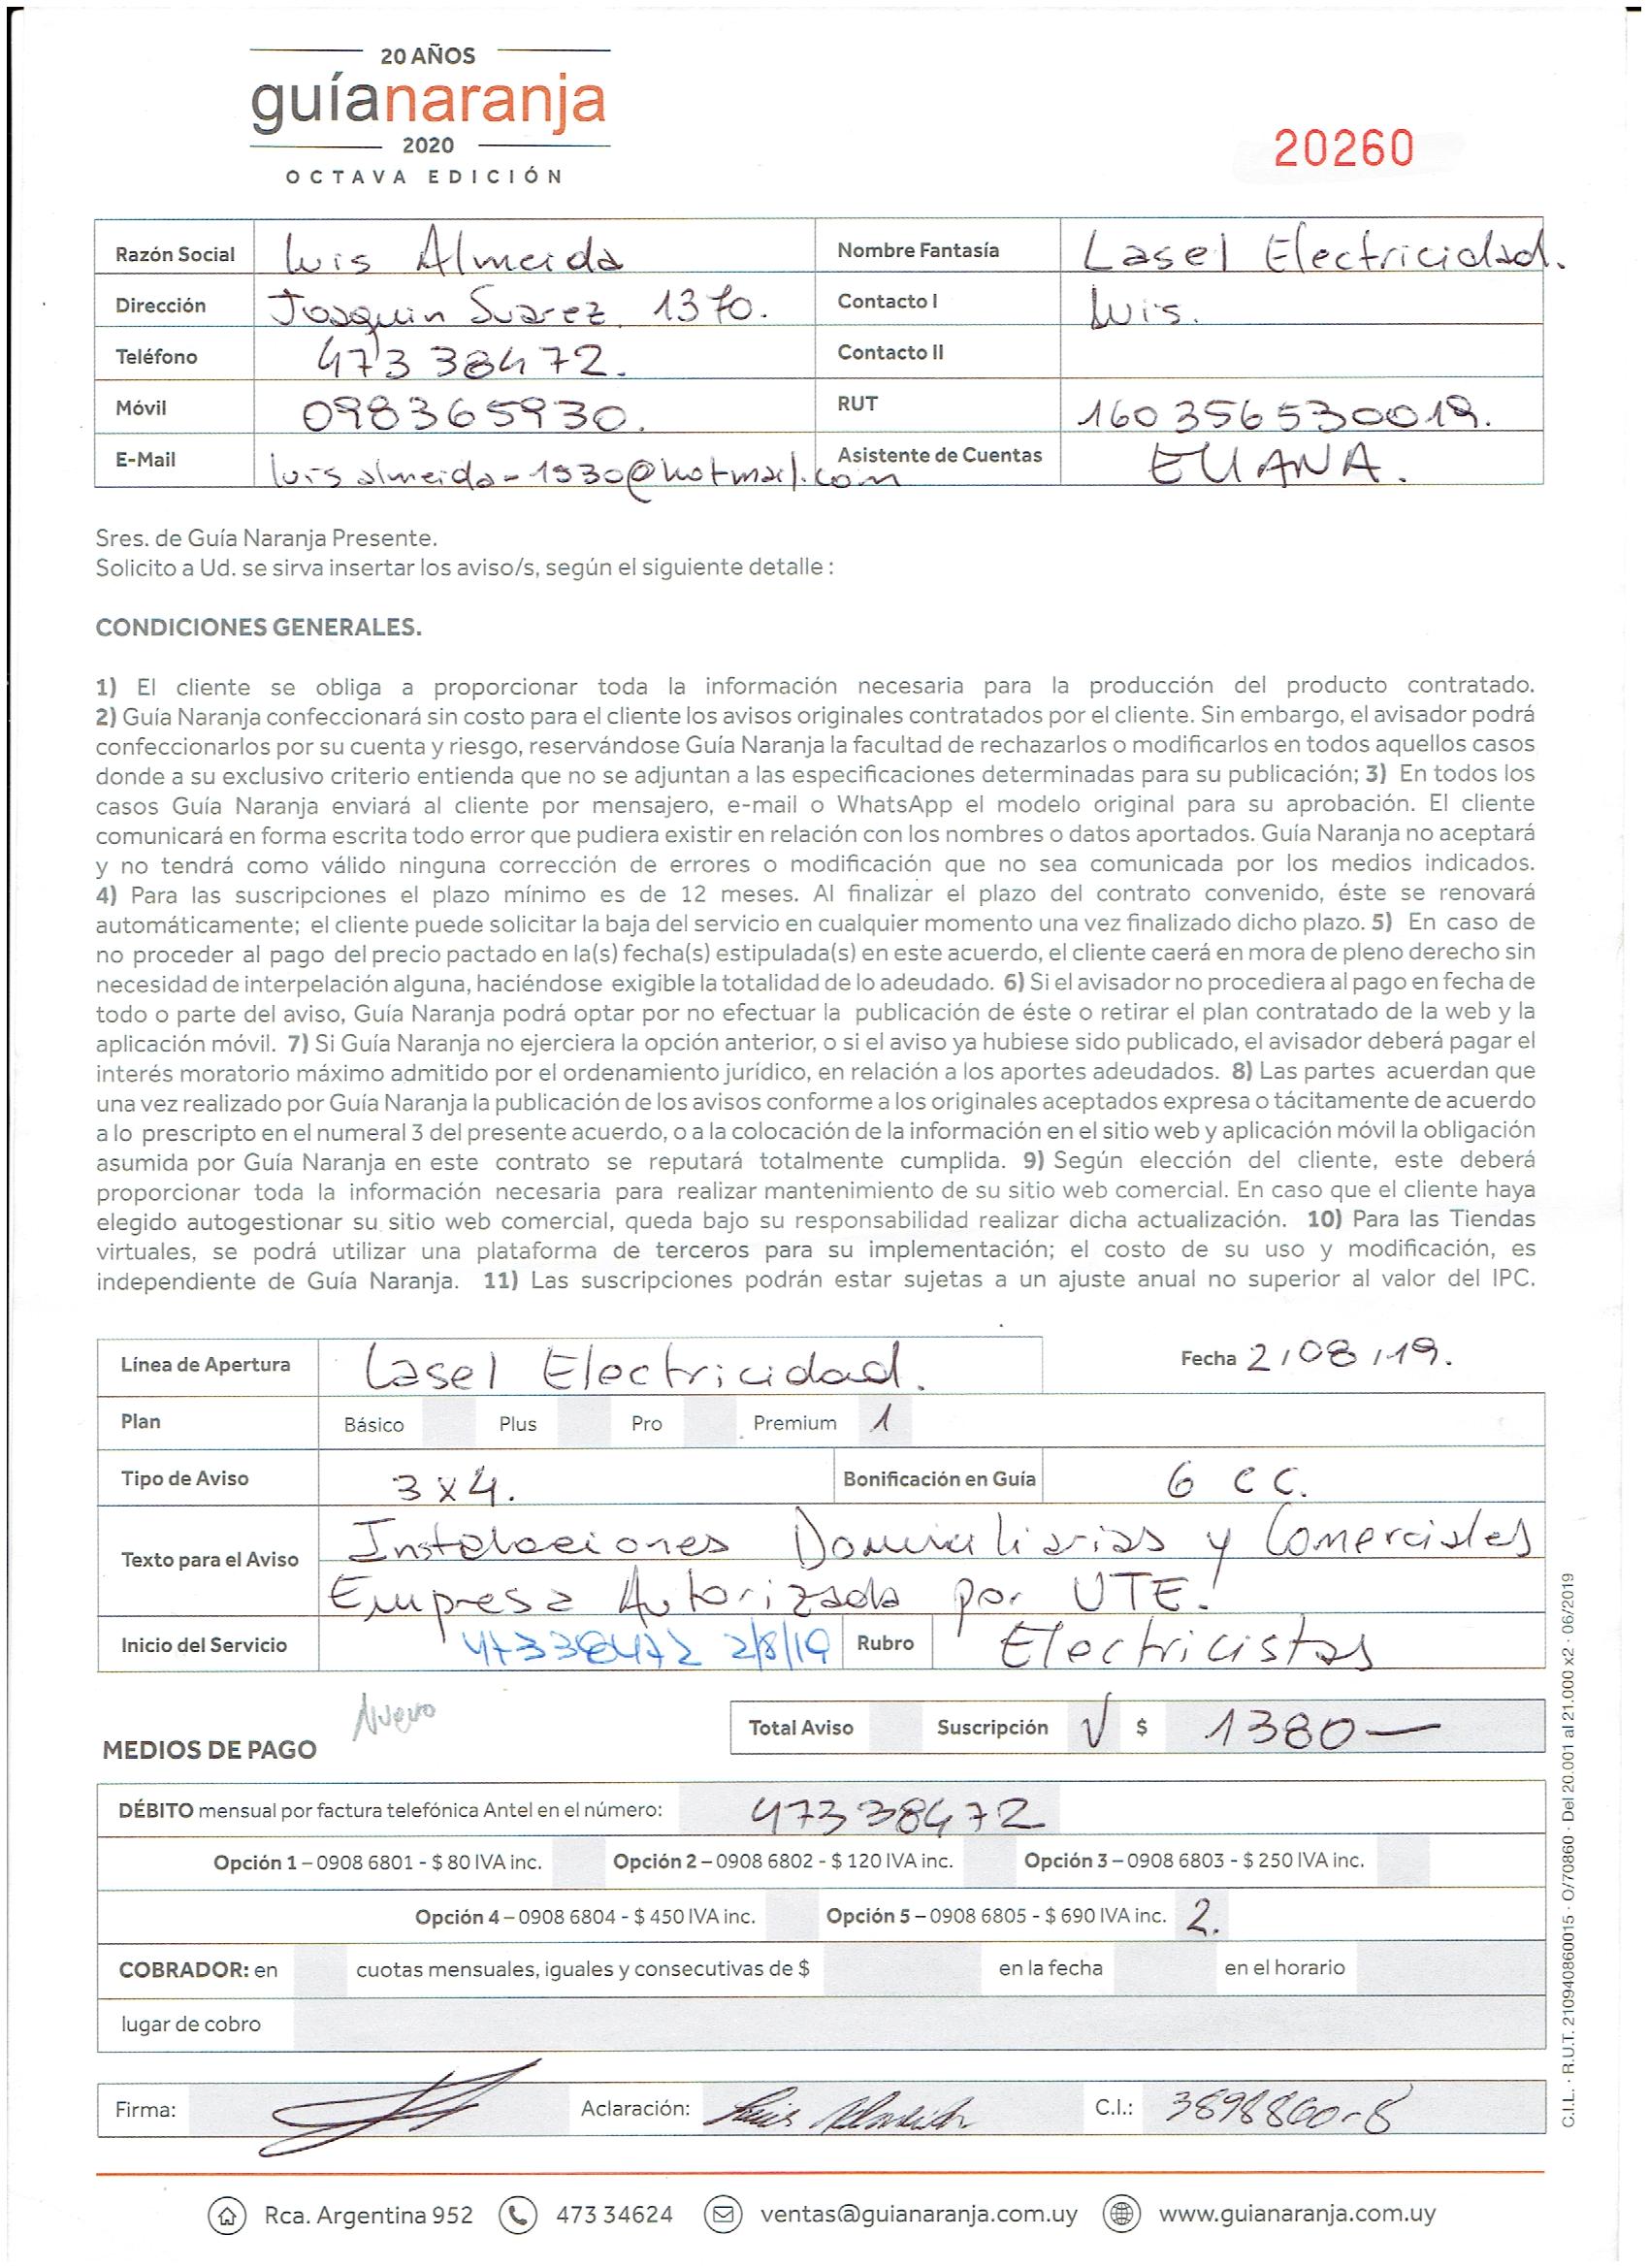 20 AÑOS
guíanaranja
2020
OCTAVA EDICIÓN
20260
Razón Social Luis Almeida Nombre Fantasía Lasel Electricidad.
Dirección Joaquin Suarez 1370. Contacto I Luis.
Teléfono 473 38472. Contacto II
Móvil 098365930. RUT 160356530019.
E-Mail luisalmeida-1930@hotmail.com Asistente de Cuentas ELIANA.
Sres. de Guía Naranja Presente.
Solicito a Ud. se sirva insertar los aviso/s, según el siguiente detalle :
CONDICIONES GENERALES.
1) El cliente se obliga a proporcionar toda la información necesaria para la producción del producto contratado.
2) Guía Naranja confeccionará sin costo para el cliente los avisos originales contratados por el cliente. Sin embargo, el avisador podrá
confeccionarlos por su cuenta y riesgo, reservándose Guía Naranja la facultad de rechazarlos o modificarlos en todos aquellos casos
donde a su exclusivo criterio entienda que no se adjuntan a las especificaciones determinadas para su publicación; 3) En todos los
casos Guía Naranja enviará al cliente por mensajero, e-mail o WhatsApp el modelo original para su aprobación. El cliente
comunicará en forma escrita todo error que pudiera existir en relación con los nombres o datos aportados. Guía Naranja no aceptará
y no tendrá como válido ninguna corrección de errores o modificación que no sea comunicada por los medios indicados.
4) Para las suscripciones el plazo mínimo es de 12 meses. Al finalizar el plazo del contrato convenido, éste se renovará
automáticamente; el cliente puede solicitar la baja del servicio en cualquier momento una vez finalizado dicho plazo. 5) En caso de
no proceder al pago del precio pactado en la(s) fecha(s) estipulada(s) en este acuerdo, el cliente caerá en mora de pleno derecho sin
necesidad de interpelación alguna, haciéndose exigible la totalidad de lo adeudado. 6) Si el avisador no procediera al pago en fecha de
todo o parte del aviso, Guía Naranja podrá optar por no efectuar la publicación de éste o retirar el plan contratado de la web y la
aplicación móvil. 7) Si Guía Naranja no ejerciera la opción anterior, o si el aviso ya hubiese sido publicado, el avisador deberá pagar el
interés moratorio máximo admitido por el ordenamiento jurídico, en relación a los aportes adeudados. 8) Las partes acuerdan que
una vez realizado por Guía Naranja la publicación de los avisos conforme a los originales aceptados expresa o tácitamente de acuerdo
a lo prescripto en el numeral 3 del presente acuerdo, o a la colocación de la información en el sitio web y aplicación móvil la obligación
asumida por Guía Naranja en este contrato se reputará totalmente cumplida. 9) Según elección del cliente, este deberá
proporcionar toda la información necesaria para realizar mantenimiento de su sitio web comercial. En caso que el cliente haya
elegido autogestionar su sitio web comercial, queda bajo su responsabilidad realizar dicha actualización. 10) Para las Tiendas
virtuales, se podrá utilizar una plataforma de terceros para su implementación; el costo de su uso y modificación, es
independiente de Guía Naranja. 11) Las suscripciones podrán estar sujetas a un ajuste anual no superior al valor del IPC.
Línea de Apertura Lasel Electricidad. Fecha 2/08/19.
Plan Básico Plus Pro Premium 1
Tipo de Aviso 3x4. Bonificación en Guía 6 CC.
Texto para el Aviso Instalaciones Domiciliarias y Comerciales
Empresa Autorizada por UTE.
Inicio del Servicio 47338472 2/8/19 Rubro Electricistas
Nuevo
Total Aviso Suscripción √ $ 1380—
MEDIOS DE PAGO
DÉBITO mensual por factura telefónica Antel en el número: 47338472
Opción 1 – 0908 6801 - $ 80 IVA inc. Opción 2 – 0908 6802 - $ 120 IVA inc. Opción 3 – 0908 6803 - $ 250 IVA inc.
Opción 4 – 0908 6804 - $ 450 IVA inc. Opción 5 – 0908 6805 - $ 690 IVA inc. 2.
COBRADOR: en cuotas mensuales, iguales y consecutivas de $ en la fecha en el horario
lugar de cobro
Firma: Aclaración: Luis Almeida C.I.: 3898860-8
C.I.L. · R.U.T. 210940860015 · O/70860 · Del 20.001 al 21.000 x2 · 06/2019
Rca. Argentina 952 473 34624 ventas@guianaranja.com.uy www.guianaranja.com.uy